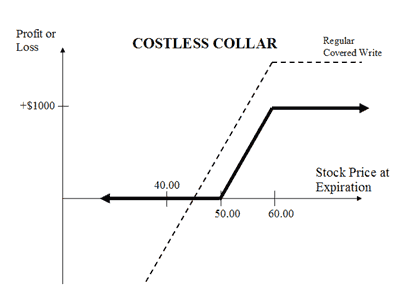 Profit or
Loss
COSTLESS COLLAR
Regular
Covered Write
+$1000
40.00
Stock Price at
Expiration
50.00
60.00